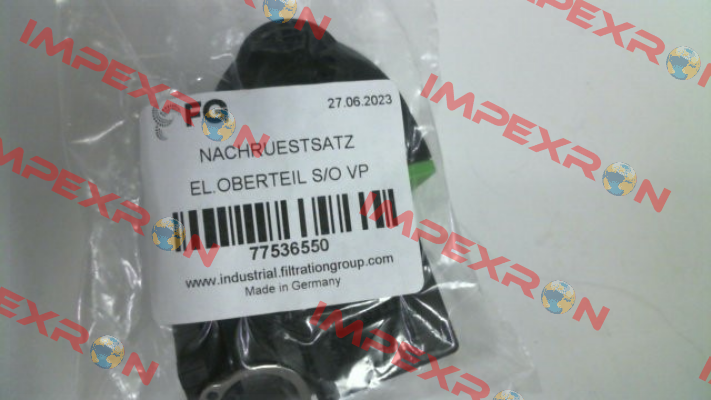 FG
27.06.2023
NACHRUESTSATZ
EL.OBERTEIL S/O VP
77536550
www.industrial.filtrationgroup.com
Made in Germany
IMPEXRON
IMPEXRON
IMPEXRON
IMPEXRON
IMPEXRON
IMPEXRON